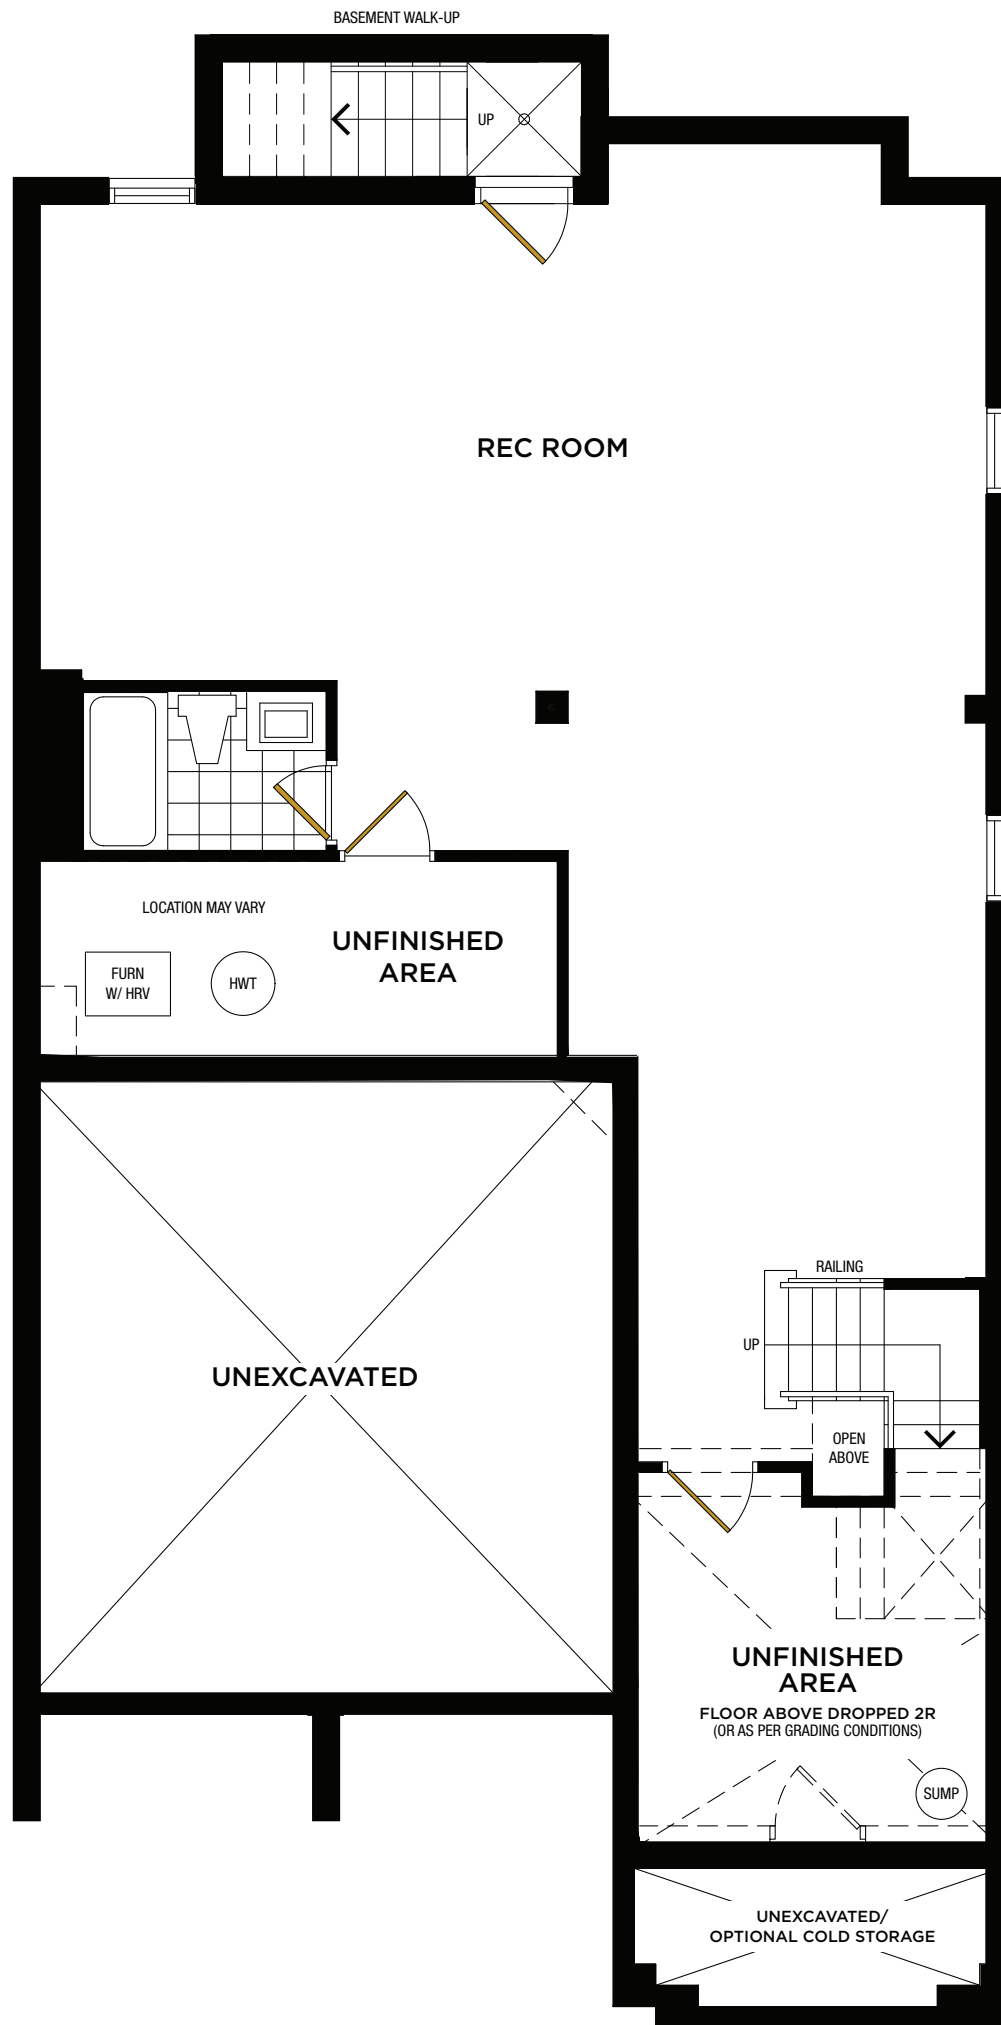 BASEMENT WALK-UP
UP
REC ROOM
LOCATION MAY VARY
UNFINISHED
AREA
FURN
W/ HRV
HWT
RAILING
UP
UNEXCAVATED
OPEN
ABOVE
UNFINISHED
AREA
FLOOR ABOVE DROPPED 2R
(OR AS PER GRADING CONDITIONS)
SUMP
UNEXCAVATED/
OPTIONAL COLD STORAGE